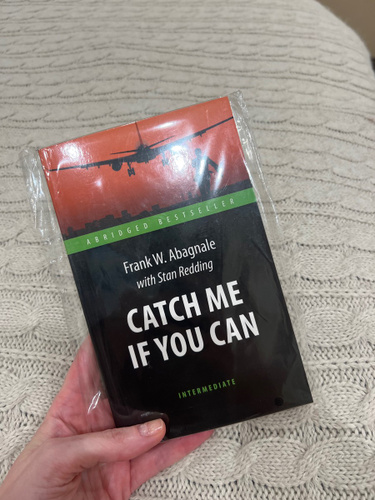 ABRIDGED BESTSELLER
Frank W. Abagnale
with Stan Redding
CATCH ME
IF YOU CAN
INTERMEDIATE